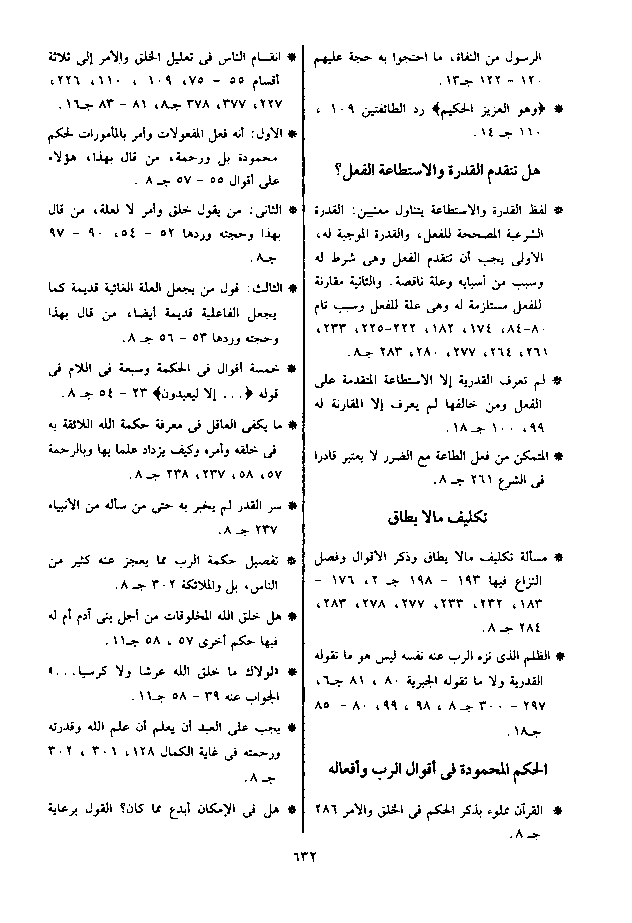 الرسول من النفاة، ما احتجوا به حجة عليهم
١٢٠ – ١٢٢ جـ١٣.
* ﴿وهو العزيز الحكيم﴾ رد الطائفتين ١٠٩ ،
١١٠ جـ ١٤.
هل تتقدم القدرة والاستطاعة الفعل؟
* لفظ القدرة والاستطاعة يتناول معنيين: القدرة
الشرعية المصححة للفعل، والقدرة الموجبة له،
الأولى يجب أن تتقدم الفعل وهى شرط له
وسبب من أسبابه وعلة ناقصة. والثانية مقارنة
للفعل مستلزمة له وهى علة للفعل وسبب تام
٨٠-٨٤، ١٧٤، ١٨٢، ٢٢٢-٢٢٥، ٢٣٣،
٢٦١، ٢٦٤، ٢٧٧، ٢٨٠، ٢٨٣ جـ٨.
* لم تعرف القدرية إلا الاستطاعة المتقدمة على
الفعل ومن خالفها لم يعرف إلا المقارنة له
٩٩، ١٠٠ جـ١٨.
* المتمكن من فعل الطاعة مع الضرر لا يعتبر قادرا
فى الشرع ٢٦١ جـ٨.
تكليف مالا يطاق
* مسألة تكليف مالا يطاق وذكر الأقوال وفصل
النزاع فيها ١٩٣ – ١٩٨ جـ ٢، ١٧٦ –
١٨٣، ٢٣٢، ٢٣٣، ٢٧٧، ٢٧٨، ٢٨٣،
٢٨٤ جـ ٨.
* الظلم الذى نزه الرب عنه نفسه ليس هو ما تقوله
القدرية ولا ما تقوله الجبرية ٨٠ ، ٨١ جـ٦،
٢٩٧ – ٣٠٠ جـ ٨ ، ٩٨ ، ٩٩، ٨٠ – ٨٥
جـ١٨.
الحكم المحمودة فى أقوال الرب وأفعاله
* القرآن مملوء بذكر الحكم فى الخلق والأمر ٢٨٦
جـ ٨.
* انقسام الناس فى تعليل الخلق والأمر إلى ثلاثة
أقسام ٥٥ – ٧٥، ١٠٩ ، ١١٠، ٢٢٦،
٢٢٧، ٣٧٧، ٣٧٨ جـ٨، ٨١ – ٨٣ جـ١٦.
* الأول: أنه فعل المفعولات وأمر بالمأمورات لحكم
محمودة بل ورحمة، من قال بهذا، هؤلاء
على أقوال ٥٥ – ٥٧ جـ ٨ .
* الثانى: من يقول خلق وأمر لا لعلة، من قال
بهذا وحجته وردها ٥٢ – ٥٤، ٩٠ – ٩٧
جـ٨.
* الثالث: قول من يجعل العلة الغائية قديمة كما
يجعل الفاعلية قديمة أيضا، من قال بهذا
وحجته وردها ٥٣ – ٥٦ جـ ٨.
* خمسة أقوال فى الحكمة وسبعة فى اللام فى
قوله ﴿... إلا ليعبدون﴾ ٢٣ – ٥٤ جـ ٨.
* ما يكفى العاقل فى معرفة حكمة الله اللائقة به
فى خلقه وأمره وكيف يزداد علما بها وبالرحمة
٥٧، ٥٨، ٢٣٧، ٢٣٨ جـ ٨.
* سر القدر لم يخبر به حتى من سأله من الأنبياء
٢٣٧ جـ ٨.
* تفصيل حكمة الرب مما يعجز عنه كثير من
الناس، بل والملائكة ٣٠٢ جـ ٨.
* هل خلق الله المخلوقات من أجل بنى آدم أم له
فيها حكم أخرى ٥٧ ، ٥٨ جـ١١.
* «لولاك ما خلق الله عرشا ولا كرسيا...»
الجواب عنه ٣٩ – ٥٨ جـ١١.
* يجب على العبد أن يعلم أن علم الله وقدرته
ورحمته فى غاية الكمال ١٢٨، ٣٠١ ، ٣٠٢
جـ ٨.
* هل فى الإمكان أبدع مما كان؟ القول برعاية
٦٣٢